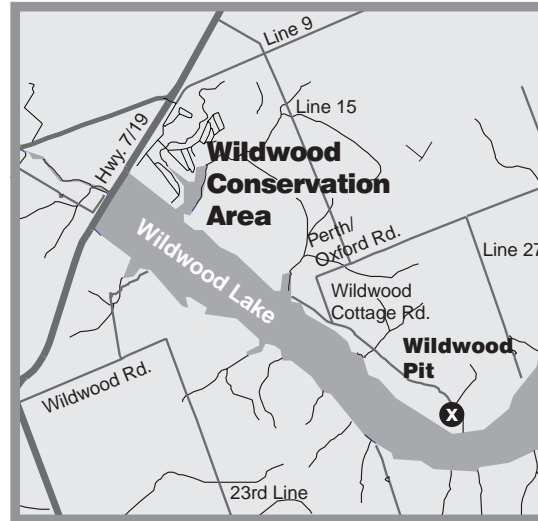 Line 9
Line 15
Hwy. 7/19
Wildwood
Conservation
Area
Perth/
Oxford Rd.
Line 27
Wildwood Lake
Wildwood
Cottage Rd.
Wildwood
Pit
X
Wildwood Rd.
23rd Line